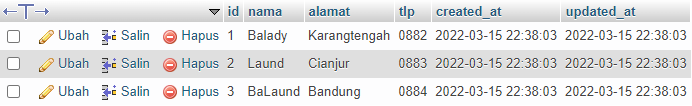 id nama alamat tlp created_at updated_at
Ubah Salin Hapus 1 Balady Karangtengah 0882 2022-03-15 22:38:03 2022-03-15 22:38:03
Ubah Salin Hapus 2 Laund Cianjur 0883 2022-03-15 22:38:03 2022-03-15 22:38:03
Ubah Salin Hapus 3 BaLaund Bandung 0884 2022-03-15 22:38:03 2022-03-15 22:38:03